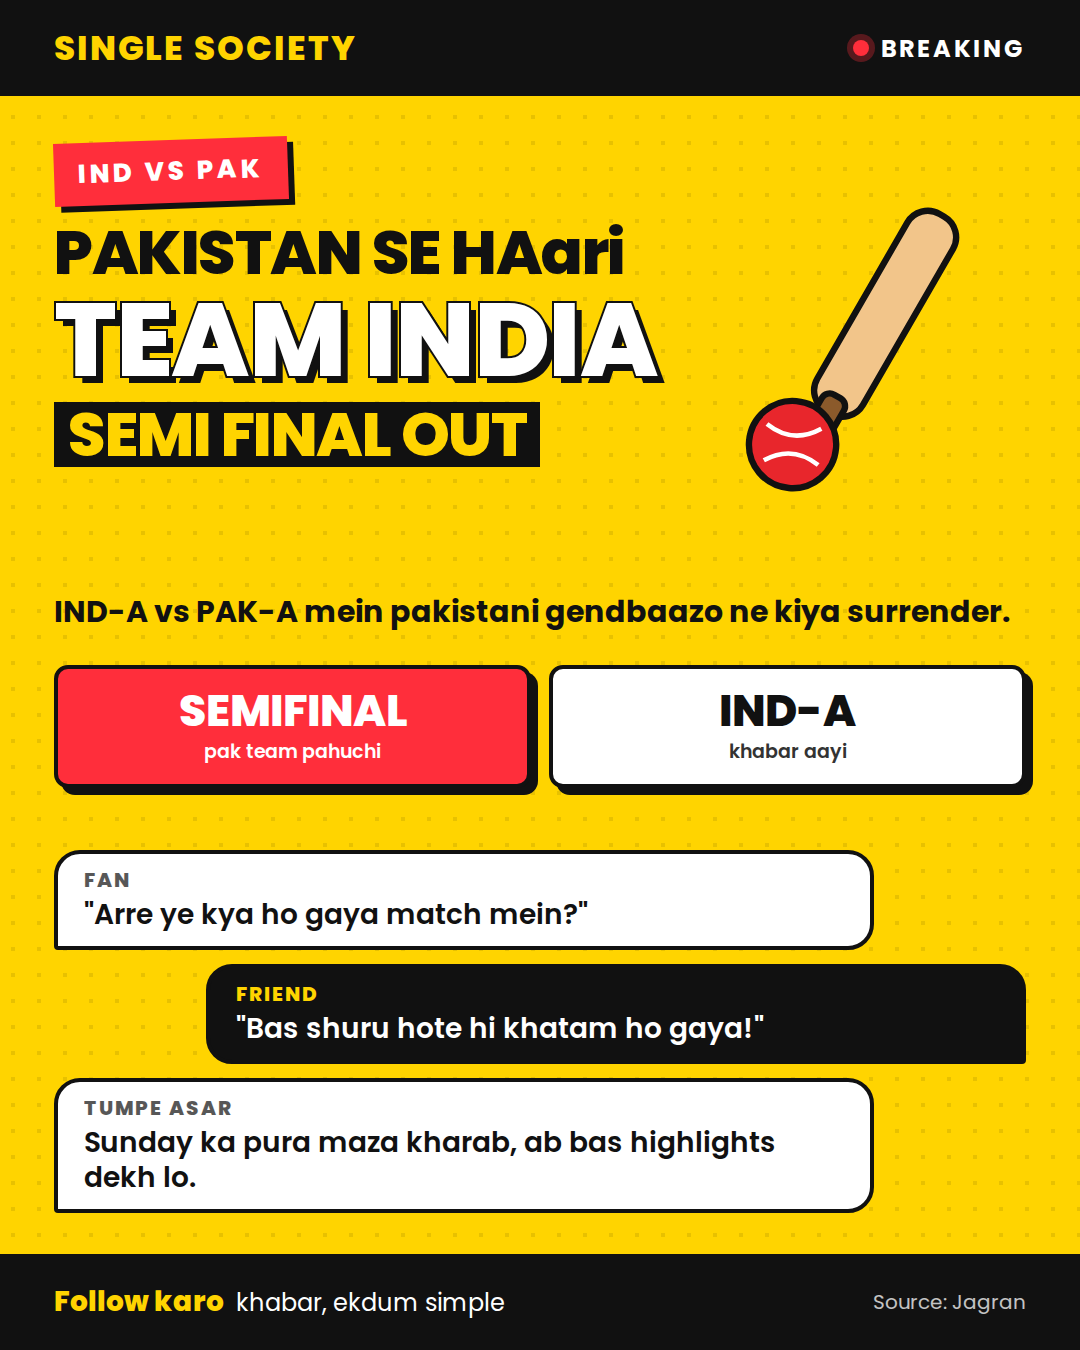 SINGLE SOCIETY
BREAKING
IND VS PAK
PAKISTAN SE HAari
TEAM INDIA
SEMI FINAL OUT
IND-A vs PAK-A mein pakistani gendbaazo ne kiya surrender.
SEMIFINAL
pak team pahuchi
IND-A
khabar aayi
FAN
"Arre ye kya ho gaya match mein?"
FRIEND
"Bas shuru hote hi khatam ho gaya!"
TUMPE ASAR
Sunday ka pura maza kharab, ab bas highlights
dekh lo.
Follow karo khabar, ekdum simple
Source: Jagran